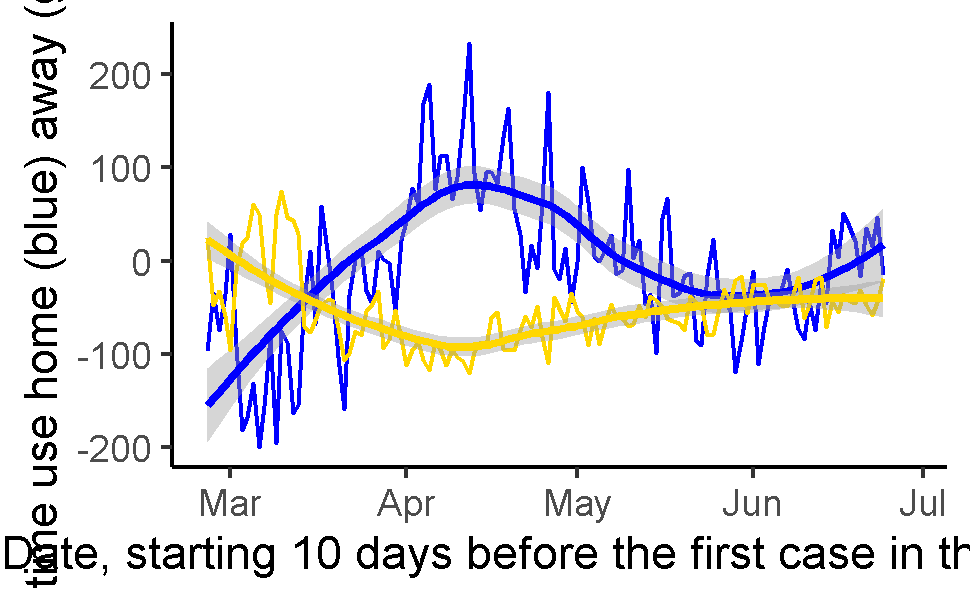 time use home (blue) away (
200
100
0
-100
-200
Mar Apr May Jun Jul
Date, starting 10 days before the first case in th